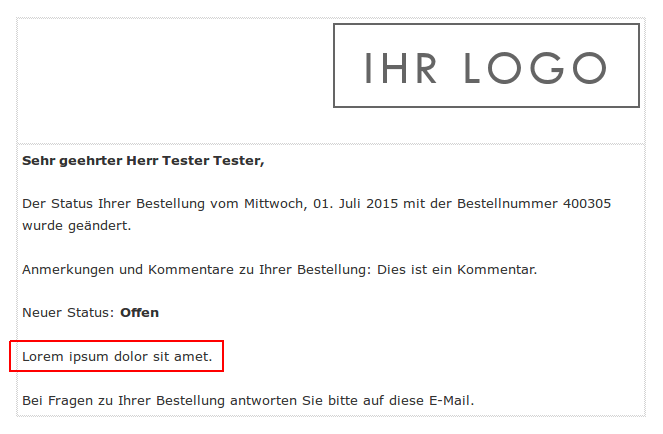 IHR LOGO
Sehr geehrter Herr Tester Tester,
Der Status Ihrer Bestellung vom Mittwoch, 01. Juli 2015 mit der Bestellnummer 400305
wurde geändert.
Anmerkungen und Kommentare zu Ihrer Bestellung: Dies ist ein Kommentar.
Neuer Status: Offen
Lorem ipsum dolor sit amet.
Bei Fragen zu Ihrer Bestellung antworten Sie bitte auf diese E-Mail.